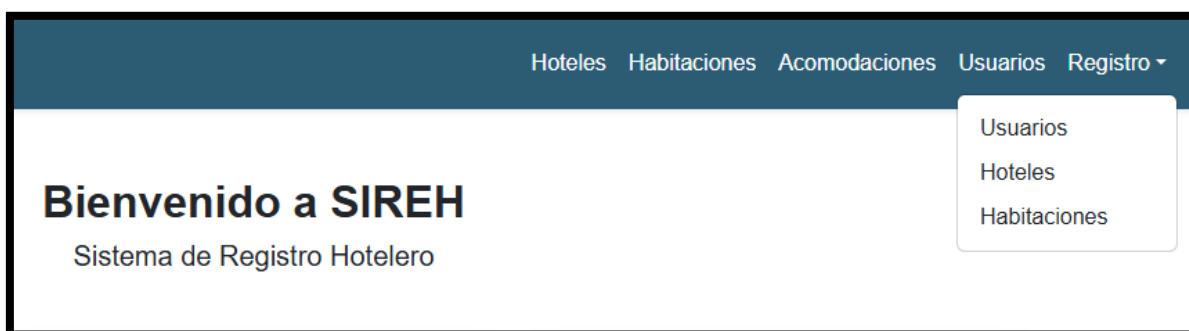 Hoteles Habitaciones Acomodaciones Usuarios Registro
Usuarios
Hoteles
Habitaciones
Bienvenido a SIREH
Sistema de Registro Hotelero